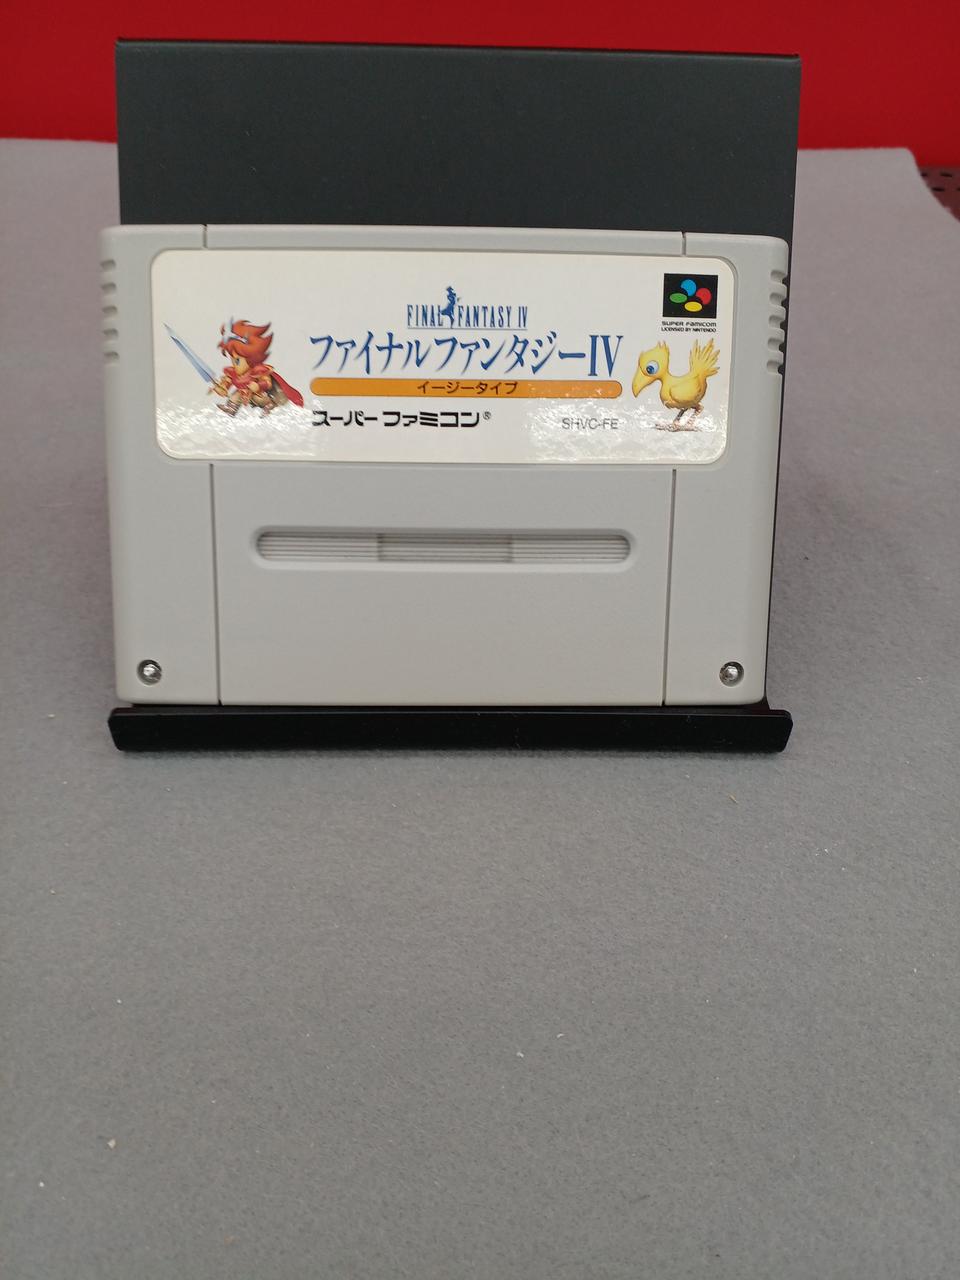 FINAL FANTASY IV
ファイナルファンタジーIV
イージータイプ
スーパーファミコン®
SHVC-FE
SUPER FAMICOM
LICENSED BY NINTENDO